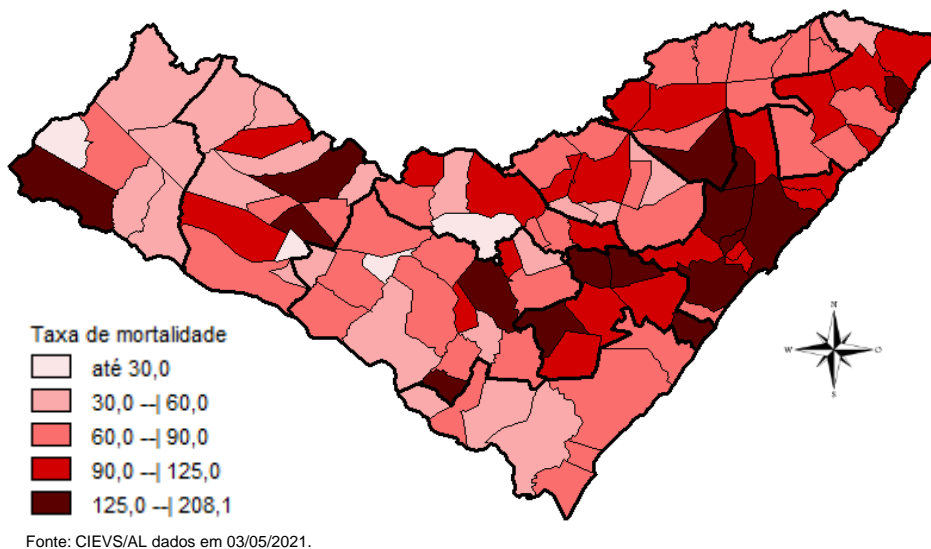 Taxa de mortalidade
até 30,0
30,0 --| 60,0
60,0 --| 90,0
90,0 --| 125,0
125,0 --| 208,1
N
W
O
S
Fonte: CIEVS/AL dados em 03/05/2021.